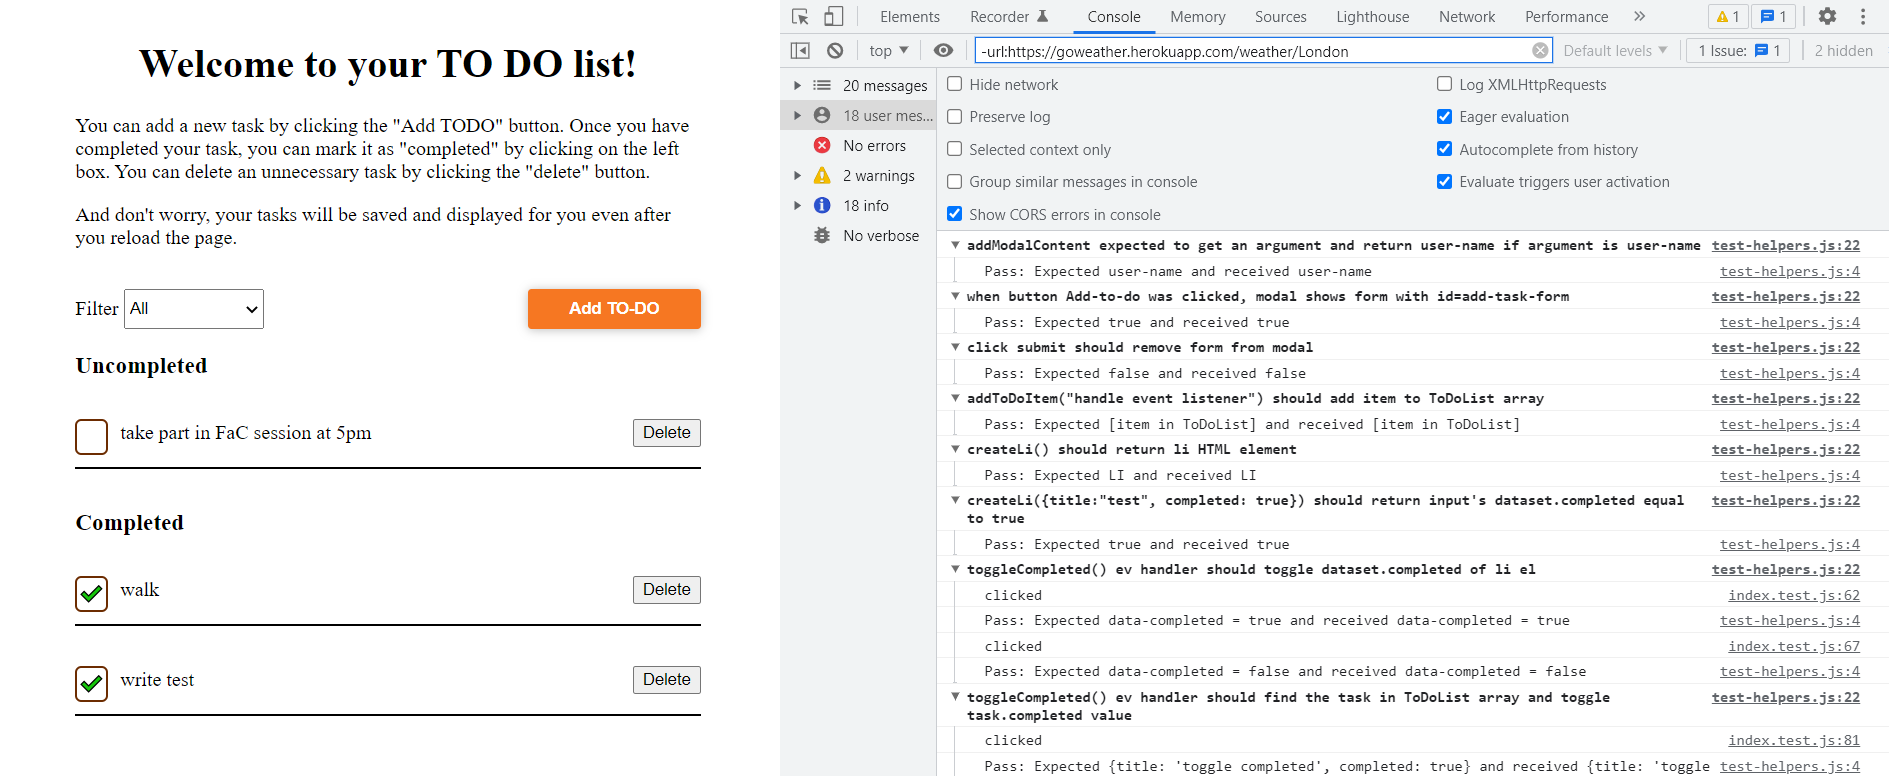 Welcome to your TO DO list!
You can add a new task by clicking the "Add TODO" button. Once you have
completed your task, you can mark it as "completed" by clicking on the left
box. You can delete an unnecessary task by clicking the "delete" button.
And don't worry, your tasks will be saved and displayed for you even after
you reload the page.
Filter All Add TO-DO
Uncompleted
take part in FaC session at 5pm Delete
Completed
walk Delete
write test Delete
Elements Recorder Console Memory Sources Lighthouse Network Performance » 1 1
top -url:https://goweather.herokuapp.com/weather/London Default levels 1 Issue: 1 2 hidden
20 messages
18 user mes...
No errors
2 warnings
18 info
No verbose
Hide network Log XMLHttpRequests
Preserve log Eager evaluation
Selected context only Autocomplete from history
Group similar messages in console Evaluate triggers user activation
Show CORS errors in console
addModalContent expected to get an argument and return user-name if argument is user-name test-helpers.js:22
Pass: Expected user-name and received user-name test-helpers.js:4
when button Add-to-do was clicked, modal shows form with id=add-task-form test-helpers.js:22
Pass: Expected true and received true test-helpers.js:4
click submit should remove form from modal test-helpers.js:22
Pass: Expected false and received false test-helpers.js:4
addToDoItem("handle event listener") should add item to ToDoList array test-helpers.js:22
Pass: Expected [item in ToDoList] and received [item in ToDoList] test-helpers.js:4
createLi() should return li HTML element test-helpers.js:22
Pass: Expected LI and received LI test-helpers.js:4
createLi({title:"test", completed: true}) should return input's dataset.completed equal test-helpers.js:22
to true
Pass: Expected true and received true test-helpers.js:4
toggleCompleted() ev handler should toggle dataset.completed of li el test-helpers.js:22
clicked index.test.js:62
Pass: Expected data-completed = true and received data-completed = true test-helpers.js:4
clicked index.test.js:67
Pass: Expected data-completed = false and received data-completed = false test-helpers.js:4
toggleCompleted() ev handler should find the task in ToDoList array and toggle test-helpers.js:22
task.completed value
clicked index.test.js:81
Pass: Expected {title: 'toggle completed', completed: true} and received {title: 'toggle test-helpers.js:4